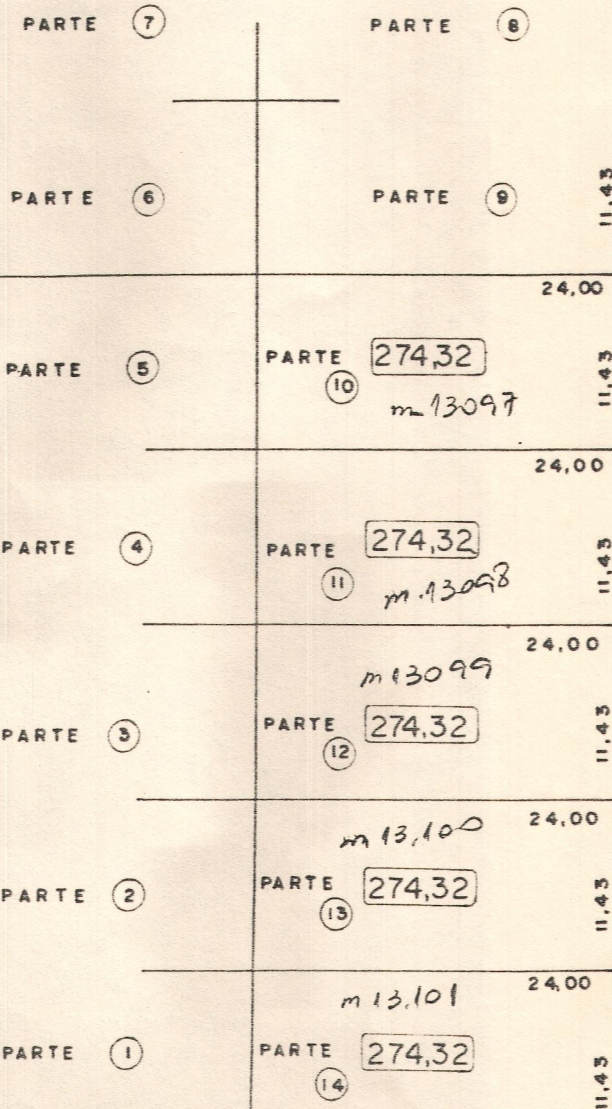 PARTE 7 PARTE 8
PARTE 6 PARTE 9 11,43
24,00
PARTE 5 PARTE 10 274,32 11,43
m 13097
24,00
PARTE 4 PARTE 11 274,32 11,43
m.13098
24,00
m 13099
PARTE 3 PARTE 12 274,32 11,43
24,00
m 13,100
PARTE 2 PARTE 13 274,32 11,43
24,00
m 13.101
PARTE 1 PARTE 14 274,32 11,43